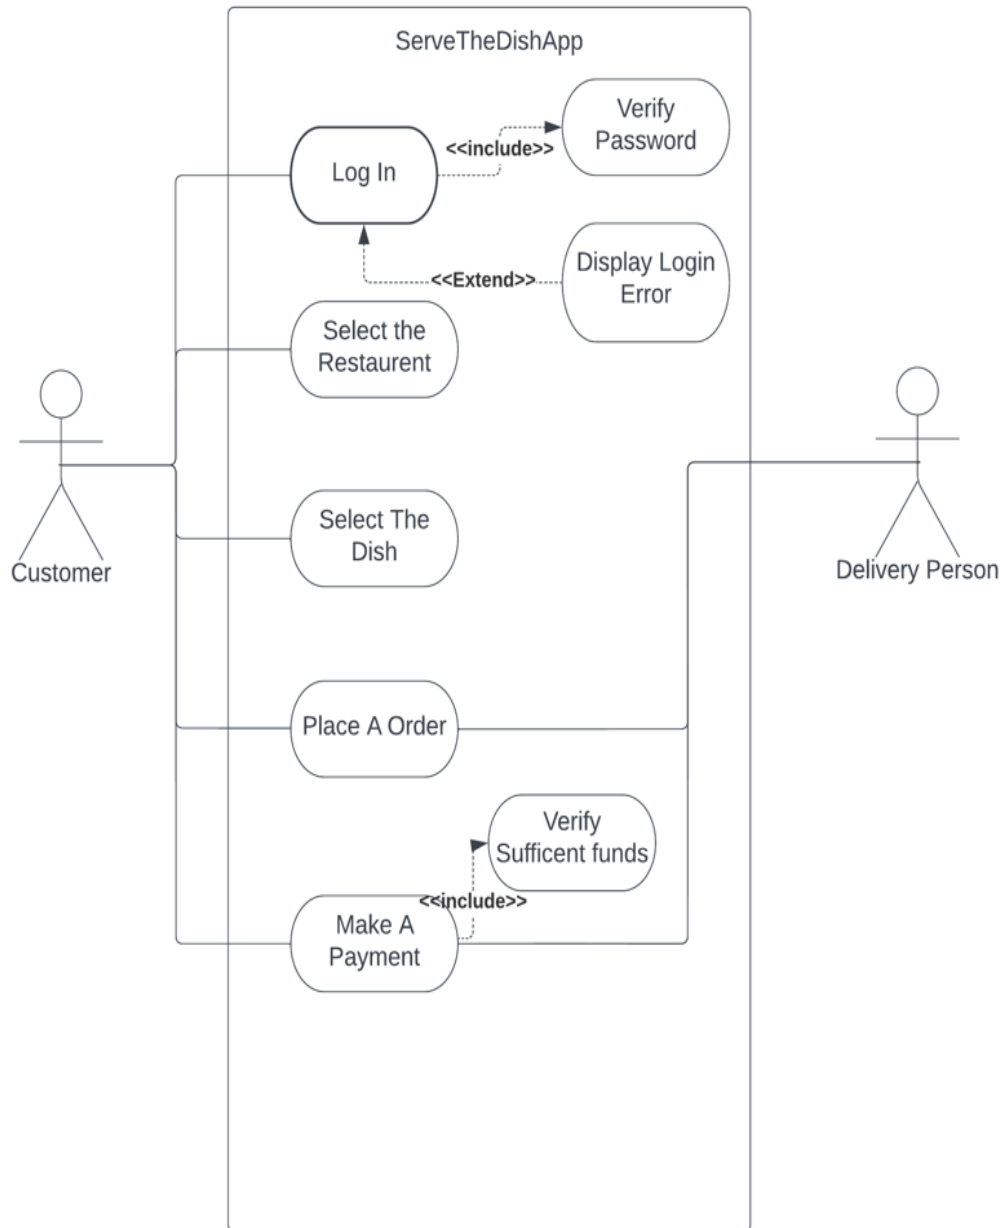 ServeTheDishApp
Verify
Password
<<include>>
Log In
Display Login
Error
<<Extend>>
Select the
Restaurent
Select The
Dish
Customer
Delivery Person
Place A Order
Verify
Sufficent funds
<<include>>
Make A
Payment